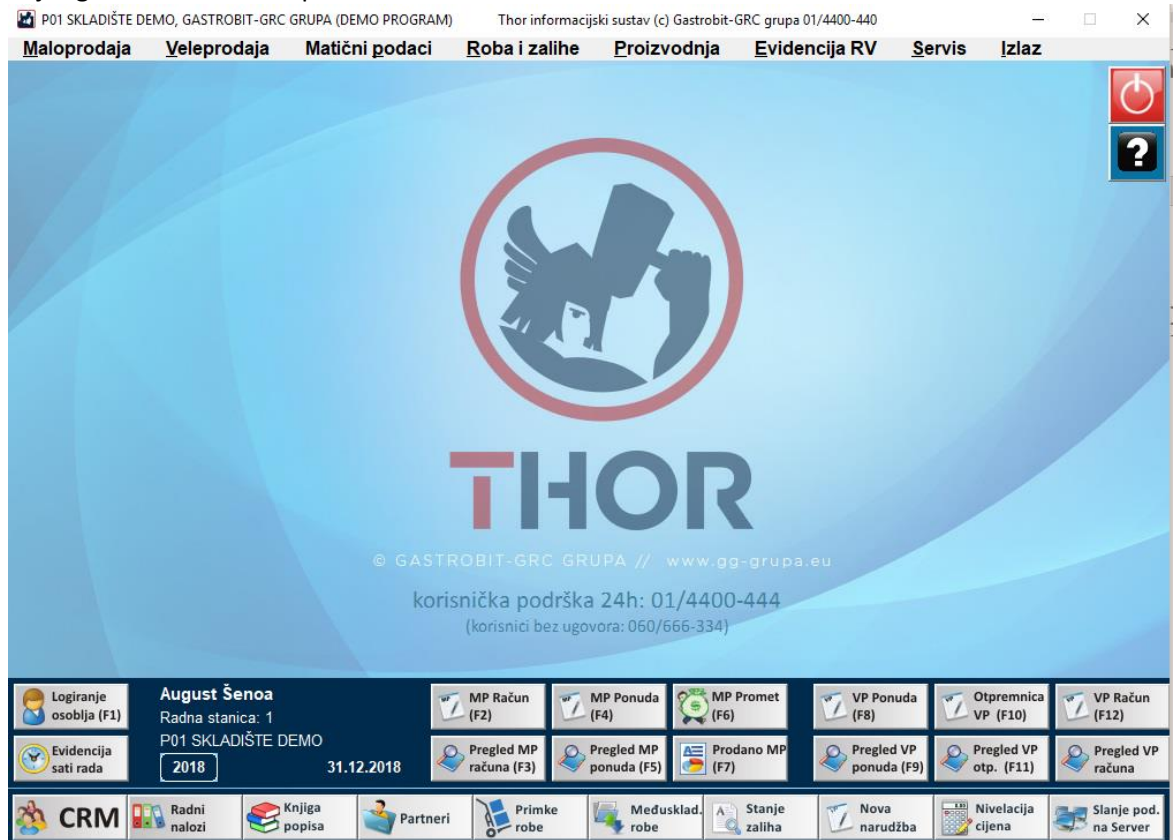 P01 SKLADIŠTE DEMO, GASTROBIT-GRC GRUPA (DEMO PROGRAM) Thor informacijski sustav (c) Gastrobit-GRC grupa 01/4400-440
Maloprodaja Veleprodaja Matični podaci Roba i zalihe Proizvodnja Evidencija RV Servis Izlaz
?
THOR
© GASTROBIT-GRC GRUPA // www.gg-grupa.eu
korisnička podrška 24h: 01/4400-444
(korisnici bez ugovora: 060/666-334)
Logiranje
osoblja (F1)
August Šenoa
Radna stanica: 1
P01 SKLADIŠTE DEMO
Evidencija
sati rada
2018 31.12.2018
MP Račun
(F2)
MP Ponuda
(F4)
MP Promet
(F6)
VP Ponuda
(F8)
Otpremnica
VP (F10)
VP Račun
(F12)
Pregled MP
računa (F3)
Pregled MP
ponuda (F5)
Prodano MP
(F7)
Pregled VP
ponuda (F9)
Pregled VP
otp. (F11)
Pregled VP
računa
CRM
Radni
nalozi
Knjiga
popisa
Partneri
Primke
robe
Međusklad.
robe
Stanje
zaliha
Nova
narudžba
Nivelacija
cijena
Slanje pod.
na Server